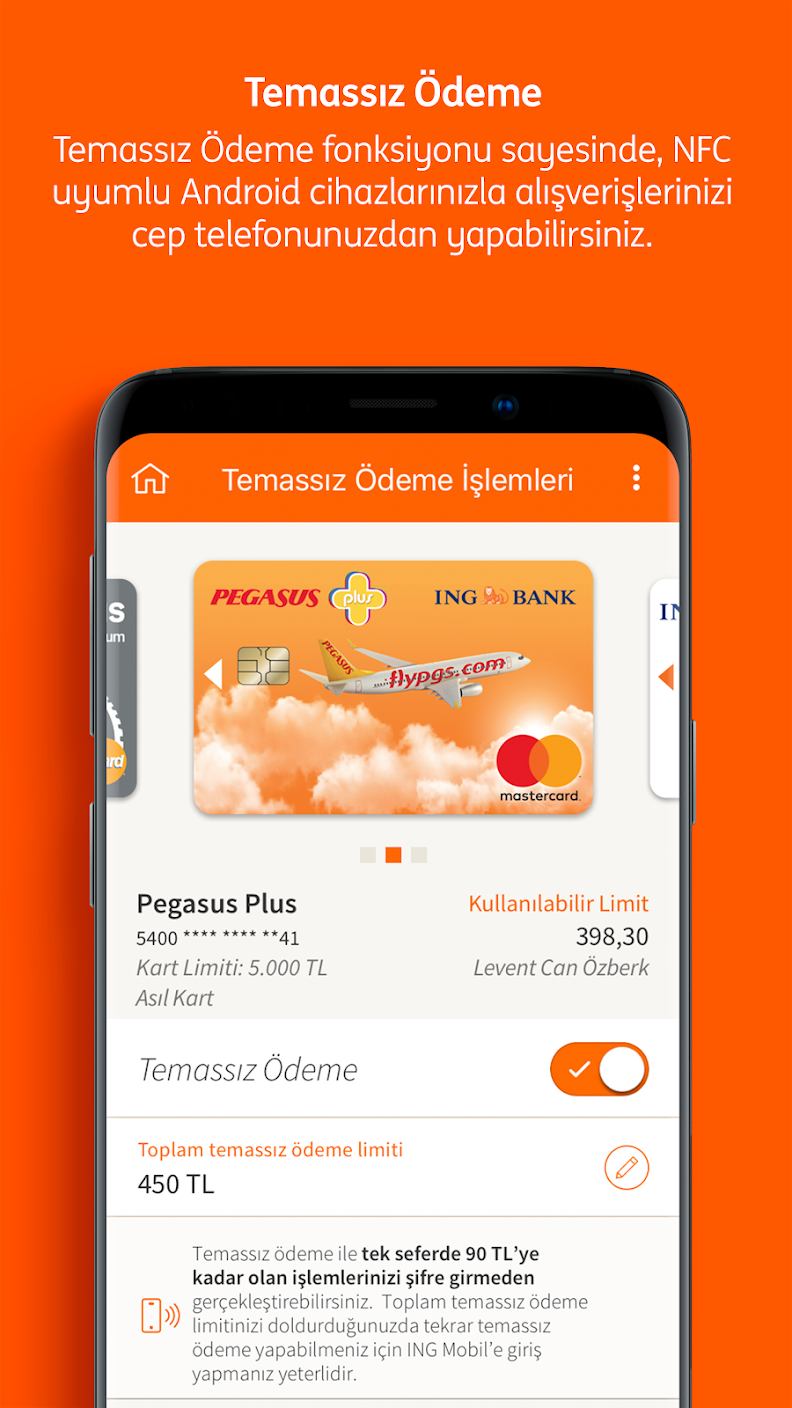 Temassız Ödeme
Temassız Ödeme fonksiyonu sayesinde, NFC
uyumlu Android cihazlarınızla alışverişlerinizi
cep telefonunuzdan yapabilirsiniz.
Temassız Ödeme İşlemleri
PEGASUS plus ING BANK
PEGASUS
flypgs.com
mastercard
Pegasus Plus
5400 **** **** **41
Kart Limiti: 5.000 TL
Asıl Kart
Kullanılabilir Limit
398,30
Levent Can Özberk
Temassız Ödeme
Toplam temassız ödeme limiti
450 TL
Temassız ödeme ile tek seferde 90 TL’ye
kadar olan işlemlerinizi şifre girmeden
gerçekleştirebilirsiniz. Toplam temassız ödeme
limitinizi doldurduğunuzda tekrar temassız
ödeme yapabilmeniz için ING Mobil’e giriş
yapmanız yeterlidir.